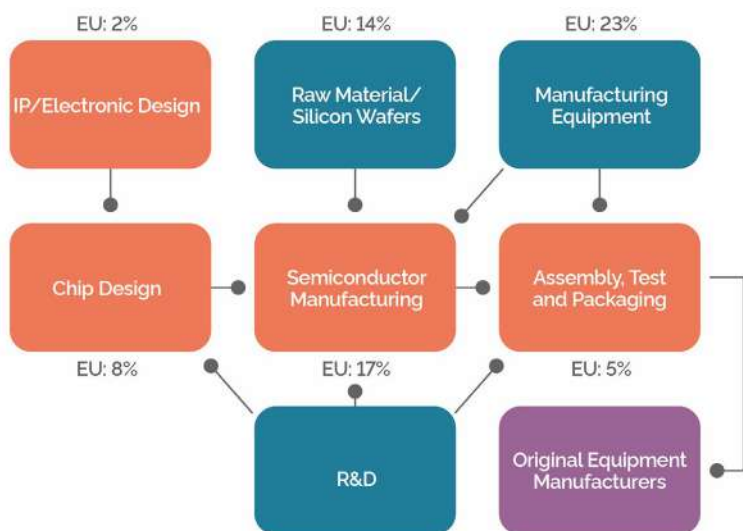 EU: 2%
EU: 14%
EU: 23%
IP/Electronic Design
Raw Material/
Silicon Wafers
Manufacturing
Equipment
Chip Design
Semiconductor
Manufacturing
Assembly, Test
and Packaging
EU: 8%
EU: 17%
EU: 5%
R&D
Original Equipment
Manufacturers